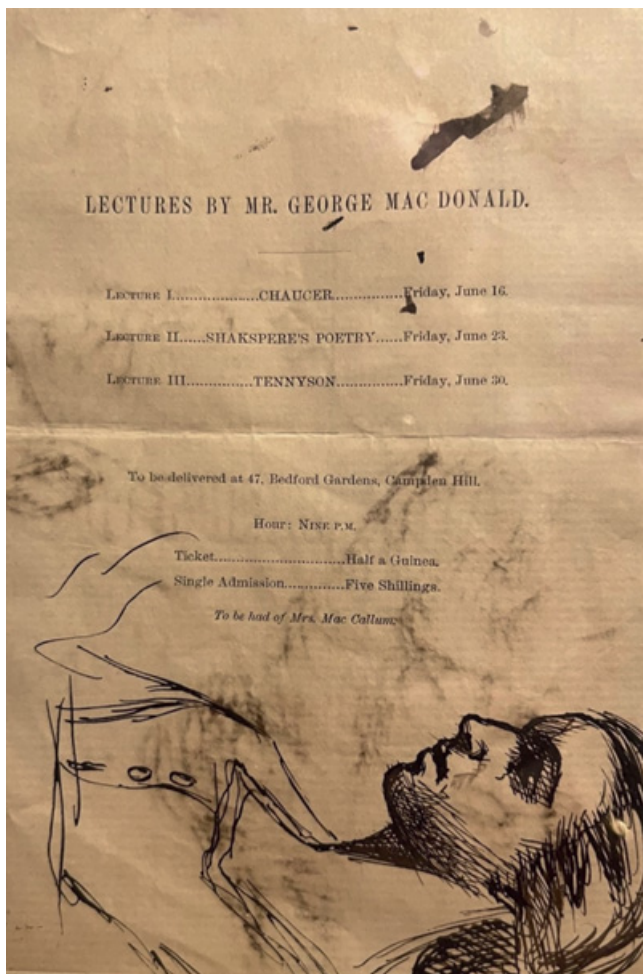 LECTURES BY MR. GEORGE MAC DONALD.
LECTURE I....................CHAUCER.................Friday, June 16.
LECTURE II......SHAKSPERE'S POETRY......Friday, June 23.
LECTURE III................TENNYSON................Friday, June 30.
To be delivered at 47, Bedford Gardens, Campden Hill.
Hour: NINE P.M.
Ticket...............................Half a Guinea.
Single Admission..............Five Shillings.
To be had of Mrs. Mac Callum.